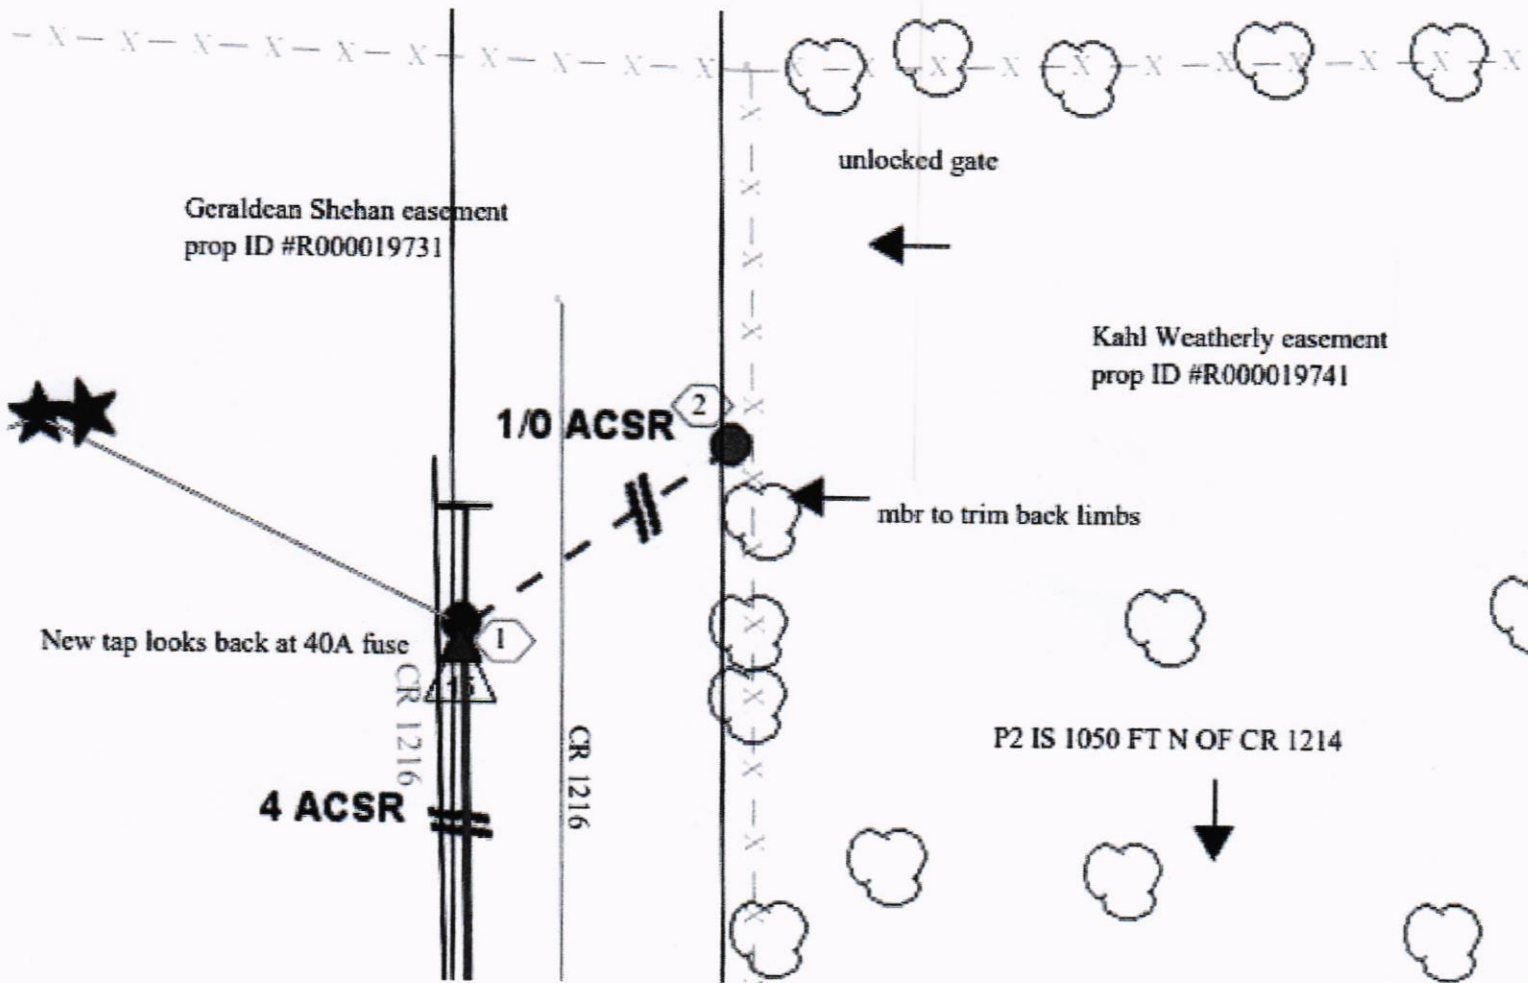 unlocked gate
Geraldean Shehan easement
prop ID #R000019731
Kahl Weatherly easement
prop ID #R000019741
2
1/0 ACSR
mbr to trim back limbs
New tap looks back at 40A fuse
1
CR 1216
CR 1216
P2 IS 1050 FT N OF CR 1214
4 ACSR